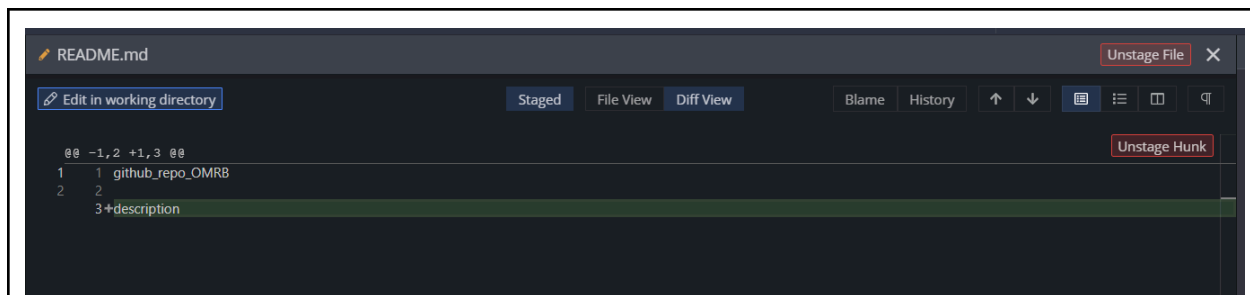 README.md Unstage File
Edit in working directory Staged File View Diff View Blame History
@@ -1,2 +1,3 @@ Unstage Hunk
1 1 github_repo_OMRB
2 2
3 +description